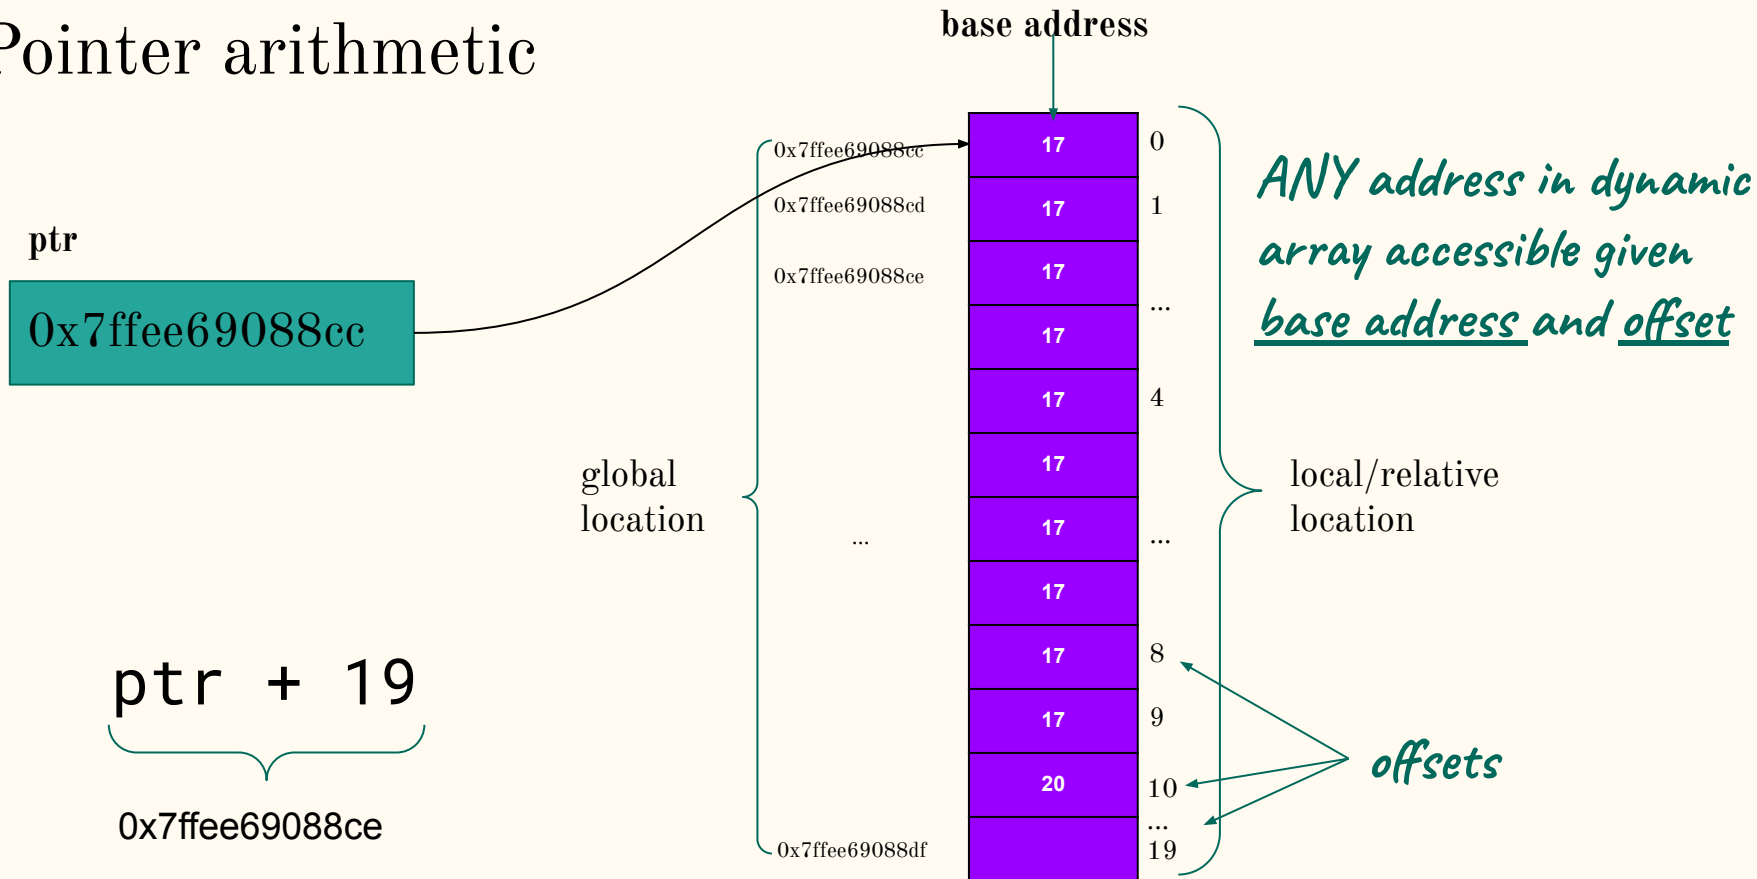 Pointer arithmetic
base address
ptr
0x7ffee69088cc
0x7ffee69088cc
0x7ffee69088cd
0x7ffee69088ce
...
0x7ffee69088df
global
location
17
17
17
17
17
17
17
17
17
17
20
0
1
...
4
...
8
9
10
...
19
ANY address in dynamic
array accessible given
base address and offset
local/relative
location
offsets
ptr + 19
0x7ffee69088ce